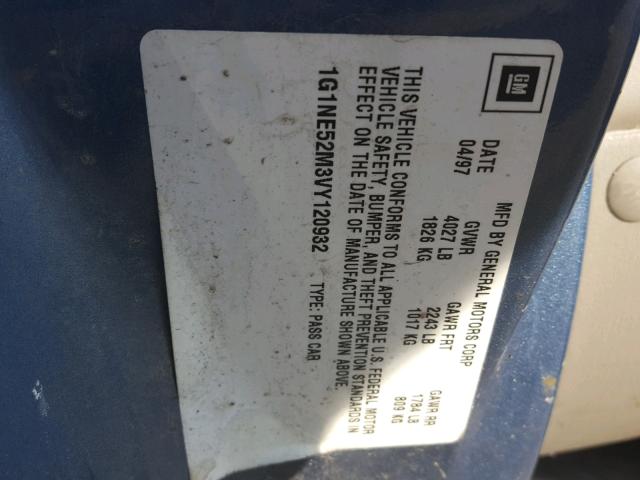 GM
MFD BY GENERAL MOTORS CORP
DATE GVWR GAWR FRT GAWR RR
04/97 4027 LB 2243 LB 1784 LB
1826 KG 1017 KG 809 KG
THIS VEHICLE CONFORMS TO ALL APPLICABLE U.S. FEDERAL MOTOR
VEHICLE SAFETY, BUMPER, AND THEFT PREVENTION STANDARDS IN
EFFECT ON THE DATE OF MANUFACTURE SHOWN ABOVE.
1G1NE52M3VY120932 TYPE: PASS CAR